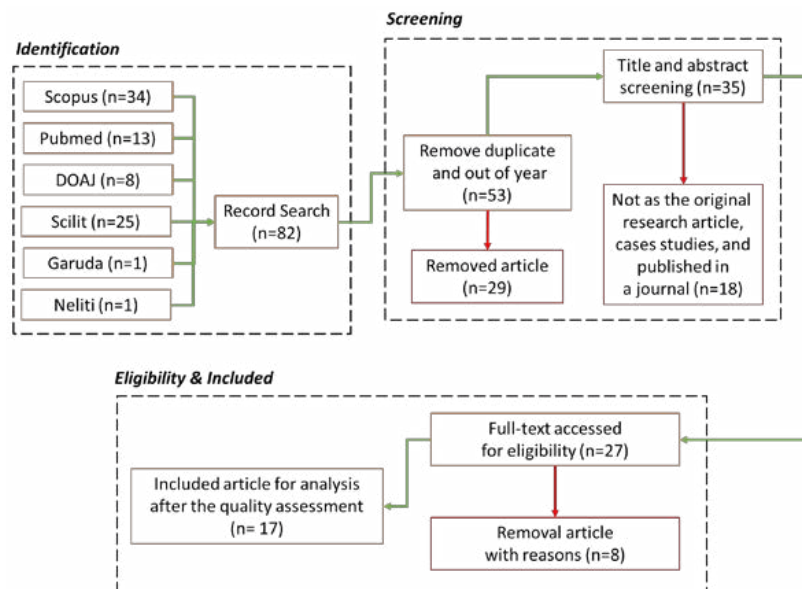 Identification
Scopus (n=34)
Pubmed (n=13)
DOAJ (n=8)
Scilit (n=25)
Garuda (n=1)
Neliti (n=1)
Record Search
(n=82)
Screening
Remove duplicate
and out of year
(n=53)
Removed article
(n=29)
Title and abstract
screening (n=35)
Not as the original
research article,
cases studies, and
published in
a journal (n=18)
Eligibility & Included
Full-text accessed
for eligibility (n=27)
Included article for analysis
after the quality assessment
(n= 17)
Removal article
with reasons (n=8)